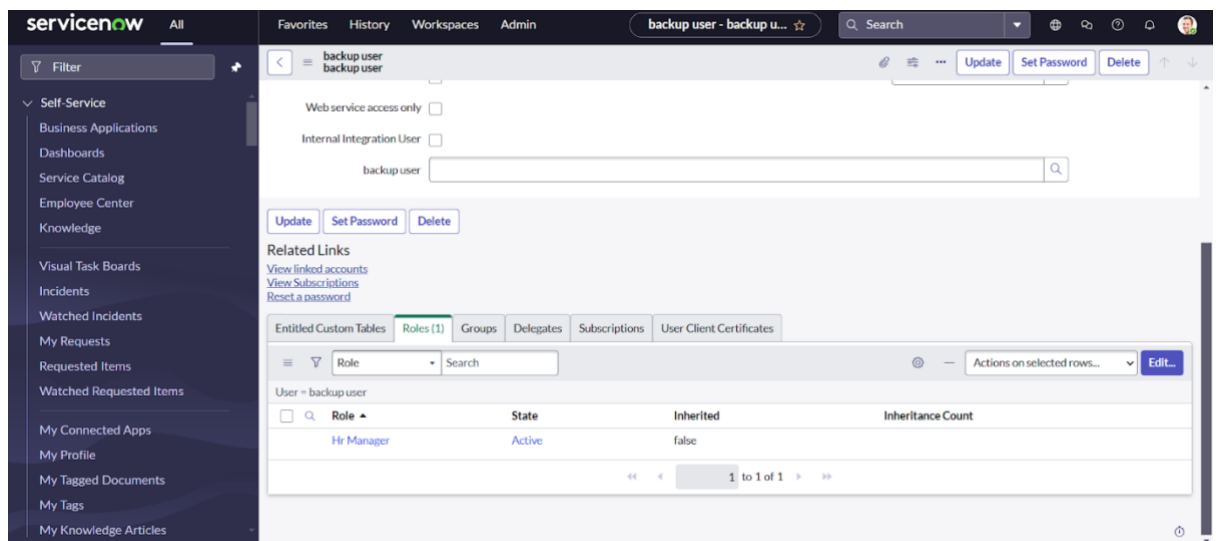 servicenow All Favorites History Workspaces Admin backup user - backup u... Search
Filter
Self-Service
Business Applications
Dashboards
Service Catalog
Employee Center
Knowledge
Visual Task Boards
Incidents
Watched Incidents
My Requests
Requested Items
Watched Requested Items
My Connected Apps
My Profile
My Tagged Documents
My Tags
My Knowledge Articles
backup user
backup user
Update Set Password Delete
Web service access only
Internal Integration User
backup user
Update Set Password Delete
Related Links
View linked accounts
View Subscriptions
Reset a password
Entitled Custom Tables Roles (1) Groups Delegates Subscriptions User Client Certificates
Role Search Actions on selected rows... Edit...
User = backup user
Role State Inherited Inheritance Count
Hr Manager Active false
1 to 1 of 1